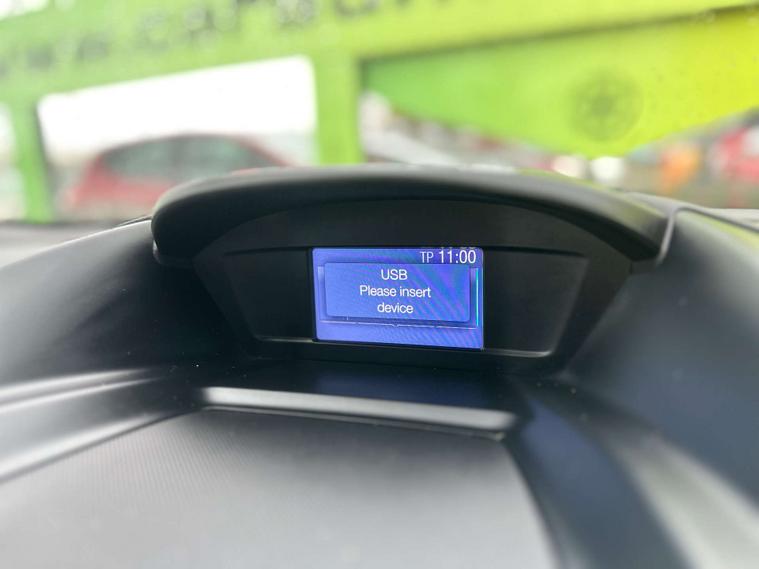 TP 11:00
USB
Please insert
device